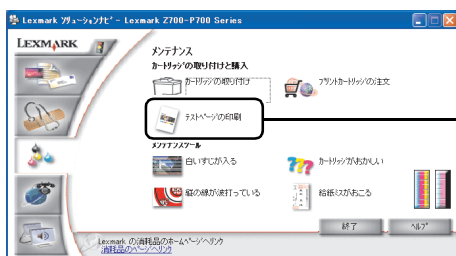 Lexmark ｿﾘｭｰｼｮﾝﾅﾋﾞ - Lexmark Z700-P700 Series
LEXMARK
メンテナンス
ｶｰﾄﾘｯｼﾞの取り付けと購入
ｶｰﾄﾘｯｼﾞの取り付け
ﾌﾟﾘﾝﾄｶｰﾄﾘｯｼﾞの注文
ﾃｽﾄﾍﾟｰｼﾞの印刷
ﾒﾝﾃﾅﾝｽﾂｰﾙ
白いすじが入る
ｶｰﾄﾘｯｼﾞがおかしい
縦の線が波打っている
給紙ミスがおこる
終了
ﾍﾙﾌﾟ
Lexmark の消耗品のﾎｰﾑﾍﾟｰｼﾞへﾘﾝｸ
消耗品のﾍﾟｰｼﾞへﾘﾝｸ